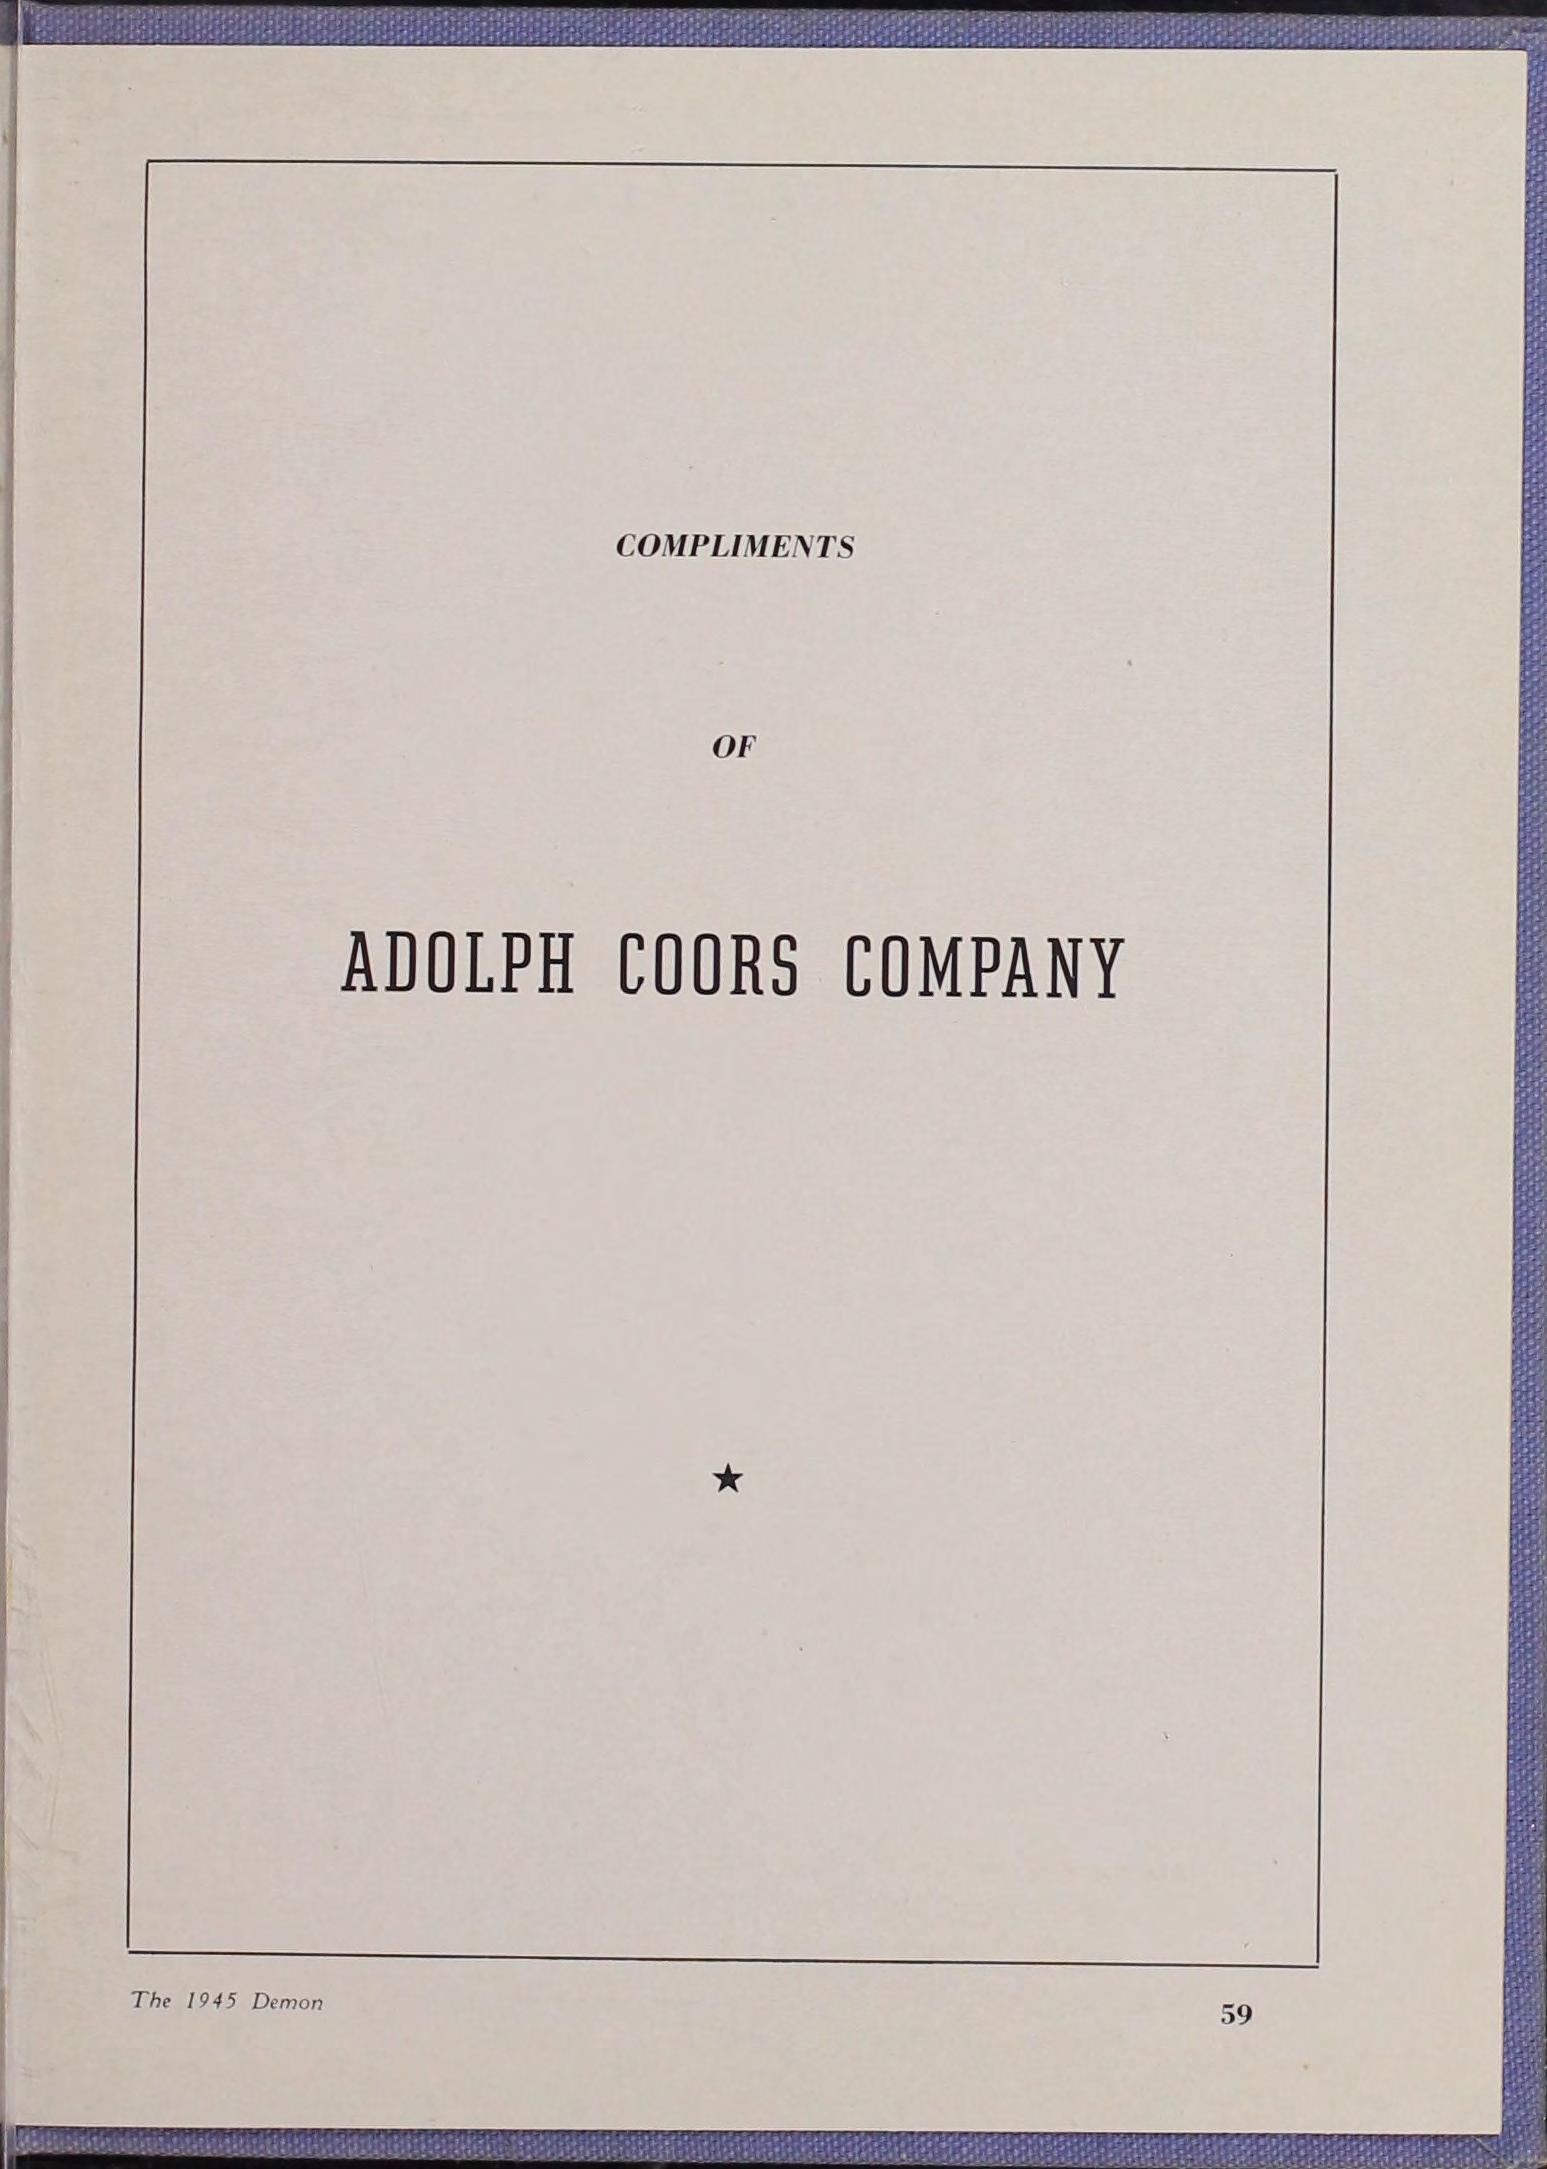 COMPLIMENTS
OF
ADOLPH COORS COMPANY
★
The 1945 Demon
59